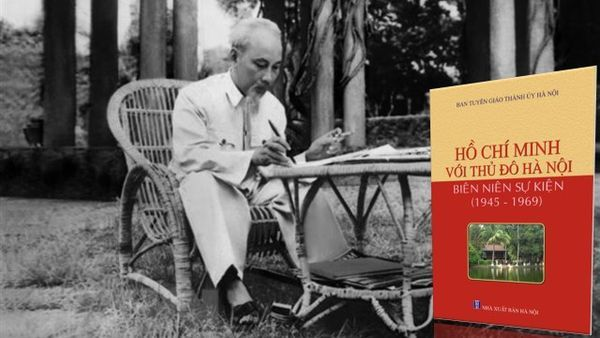 BAN TUYÊN GIÁO THÀNH ỦY HÀ NỘI
HỒ CHÍ MINH
VỚI THỦ ĐÔ HÀ NỘI
BIÊN NIÊN SỰ KIỆN
(1945 - 1969)
NHÀ XUẤT BẢN HÀ NỘI